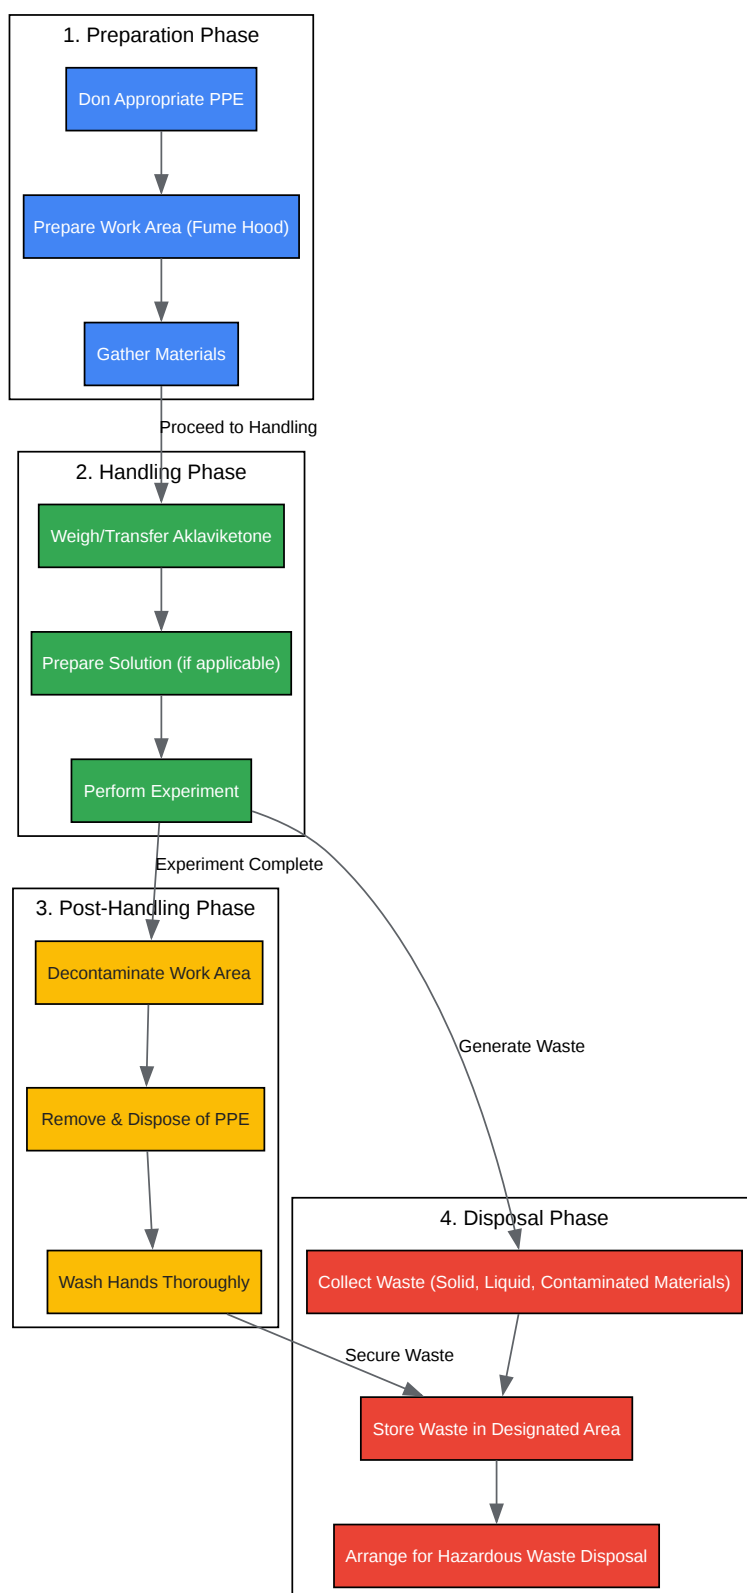 1. Preparation Phase
Don Appropriate PPE
Prepare Work Area (Fume Hood)
Gather Materials
Proceed to Handling
2. Handling Phase
Weigh/Transfer Aklaviketone
Prepare Solution (if applicable)
Perform Experiment
Experiment Complete
3. Post-Handling Phase
Decontaminate Work Area
Generate Waste
Remove & Dispose of PPE
4. Disposal Phase
Wash Hands Thoroughly
Collect Waste (Solid, Liquid, Contaminated Materials)
Secure Waste
Store Waste in Designated Area
Arrange for Hazardous Waste Disposal